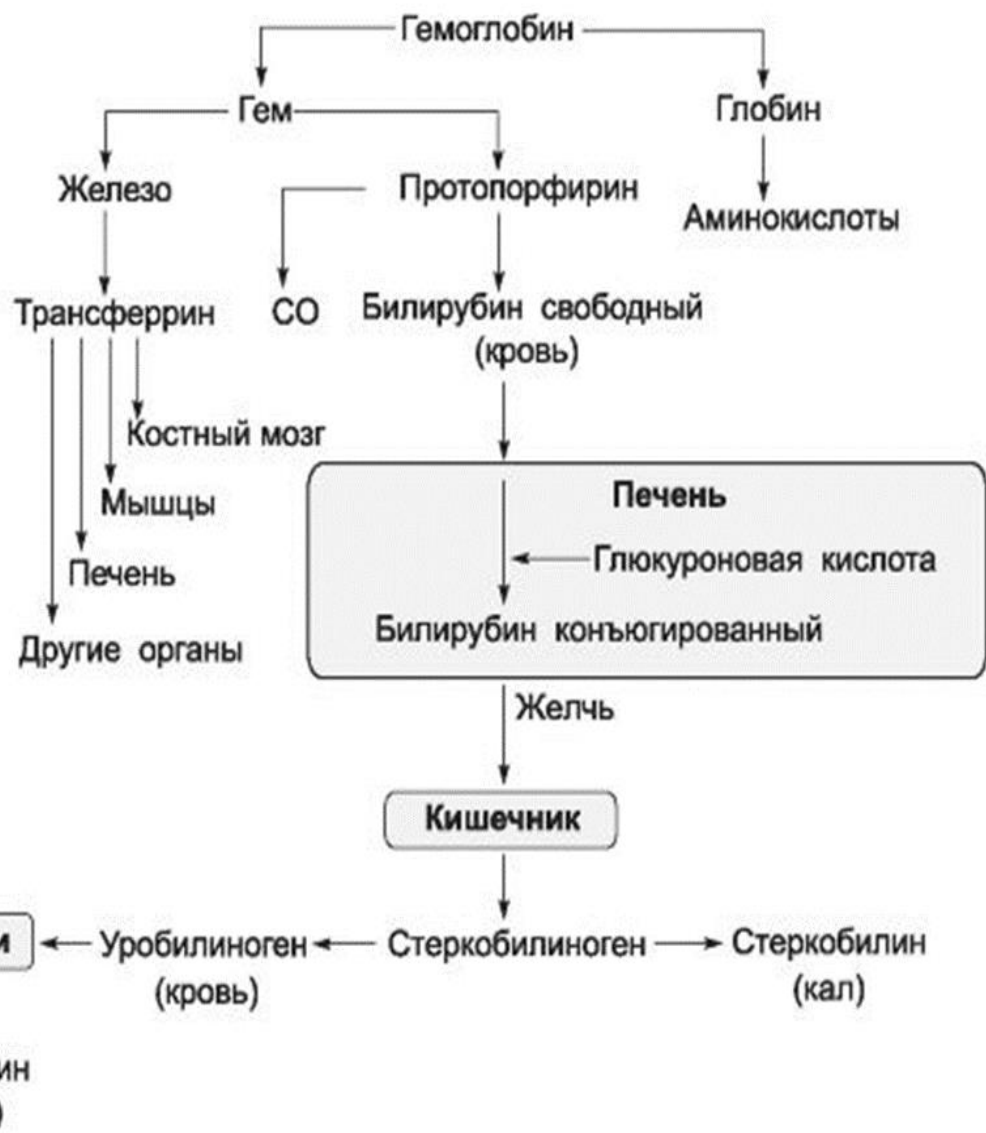 Гемоглобин
Гем
Глобин
Железо
Протопорфирин
Аминокислоты
Трансферрин
СО
Билирубин свободный
(кровь)
Костный мозг
Мышцы
Печень
Другие органы
Печень
Глюкуроновая кислота
Билирубин конъюгированный
Желчь
Кишечник
Уробилиноген
(кровь)
Стеркобилиноген
Стеркобилин
(кал)